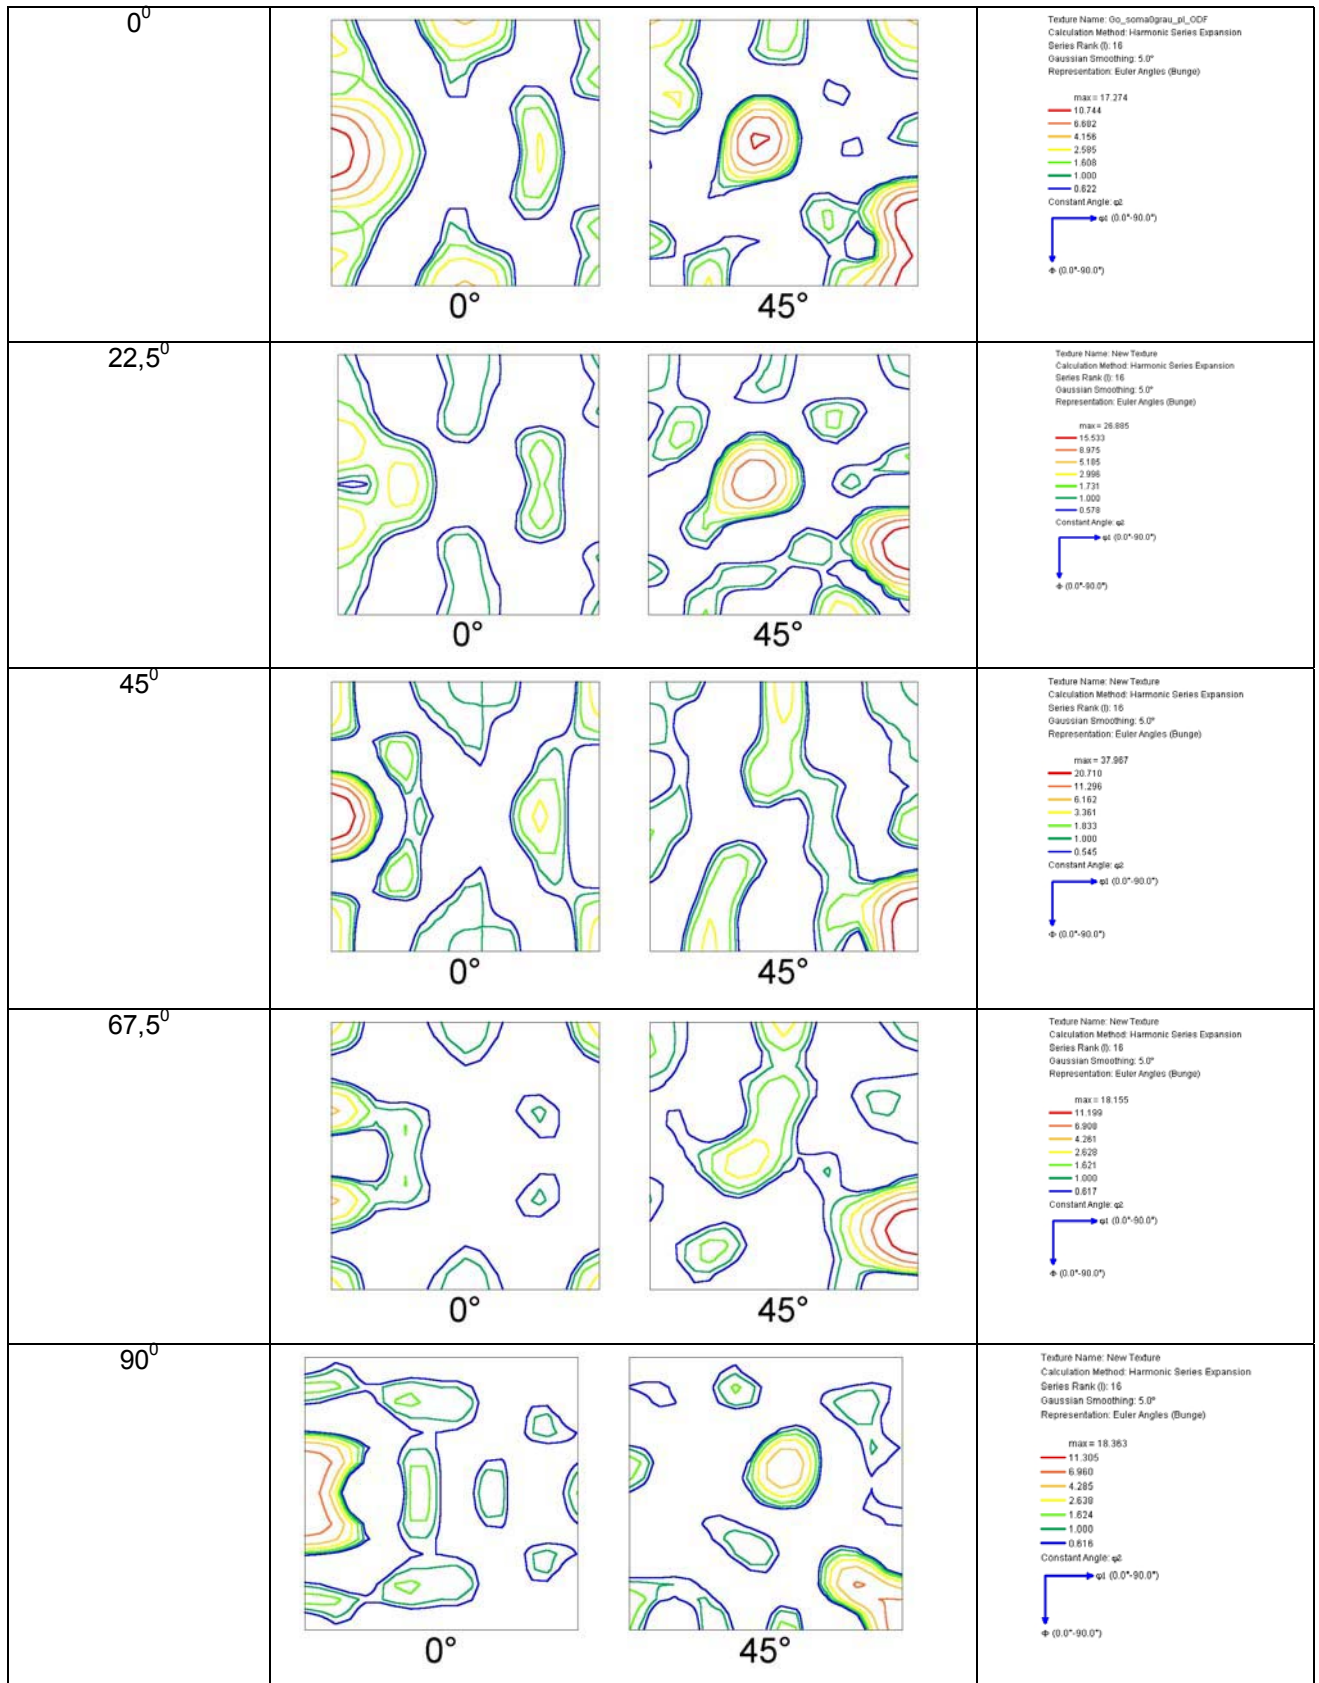 0⁰
0°
45°
Texture Name: Go_soma0grau_pl_ODF
Calculation Method: Harmonic Series Expansion
Series Rank (l): 16
Gaussian Smoothing: 5.0°
Representation: Euler Angles (Bunge)
max = 17.274
10.744
6.682
4.156
2.585
1.608
1.000
0.622
Constant Angle: φ2
φ1 (0.0°-90.0°)
Φ (0.0°-90.0°)
22,5⁰
0°
45°
Texture Name: New Texture
Calculation Method: Harmonic Series Expansion
Series Rank (l): 16
Gaussian Smoothing: 5.0°
Representation: Euler Angles (Bunge)
max = 26.885
15.533
8.975
5.185
2.996
1.731
1.000
0.578
Constant Angle: φ2
φ1 (0.0°-90.0°)
Φ (0.0°-90.0°)
45⁰
0°
45°
Texture Name: New Texture
Calculation Method: Harmonic Series Expansion
Series Rank (l): 16
Gaussian Smoothing: 5.0°
Representation: Euler Angles (Bunge)
max = 37.967
20.710
11.296
6.162
3.361
1.833
1.000
0.545
Constant Angle: φ2
φ1 (0.0°-90.0°)
Φ (0.0°-90.0°)
67,5⁰
0°
45°
Texture Name: New Texture
Calculation Method: Harmonic Series Expansion
Series Rank (l): 16
Gaussian Smoothing: 5.0°
Representation: Euler Angles (Bunge)
max = 18.155
11.199
6.908
4.261
2.628
1.621
1.000
0.617
Constant Angle: φ2
φ1 (0.0°-90.0°)
Φ (0.0°-90.0°)
90⁰
0°
45°
Texture Name: New Texture
Calculation Method: Harmonic Series Expansion
Series Rank (l): 16
Gaussian Smoothing: 5.0°
Representation: Euler Angles (Bunge)
max = 18.363
11.305
6.960
4.285
2.638
1.624
1.000
0.616
Constant Angle: φ2
φ1 (0.0°-90.0°)
Φ (0.0°-90.0°)